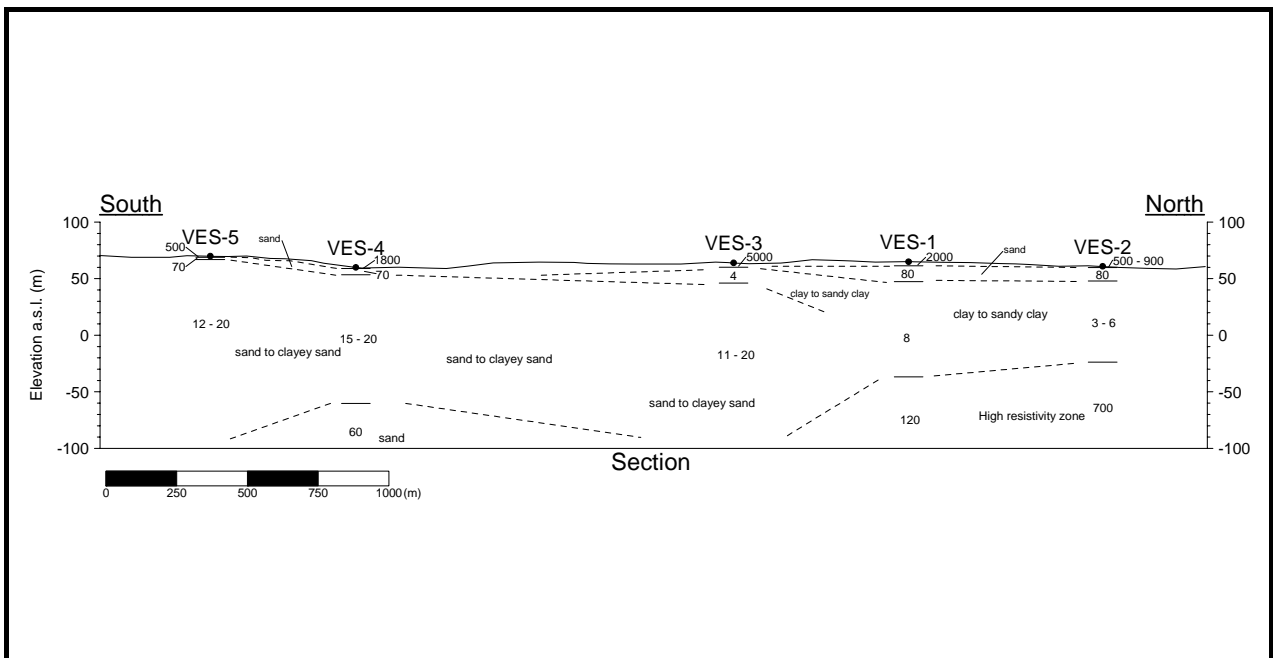 South
North
100
50
0
-50
-100
Elevation a.s.l. (m)
100
50
0
-50
-100
VES-5
VES-4
VES-3
VES-1
VES-2
500
70
sand
1800
70
5000
4
2000
80
sand
500 - 900
80
clay to sandy clay
clay to sandy clay
12 - 20
15 - 20
11 - 20
8
3 - 6
sand to clayey sand
sand to clayey sand
sand to clayey sand
60
sand
120
High resistivity zone
700
Section
0
250
500
750
1000 (m)